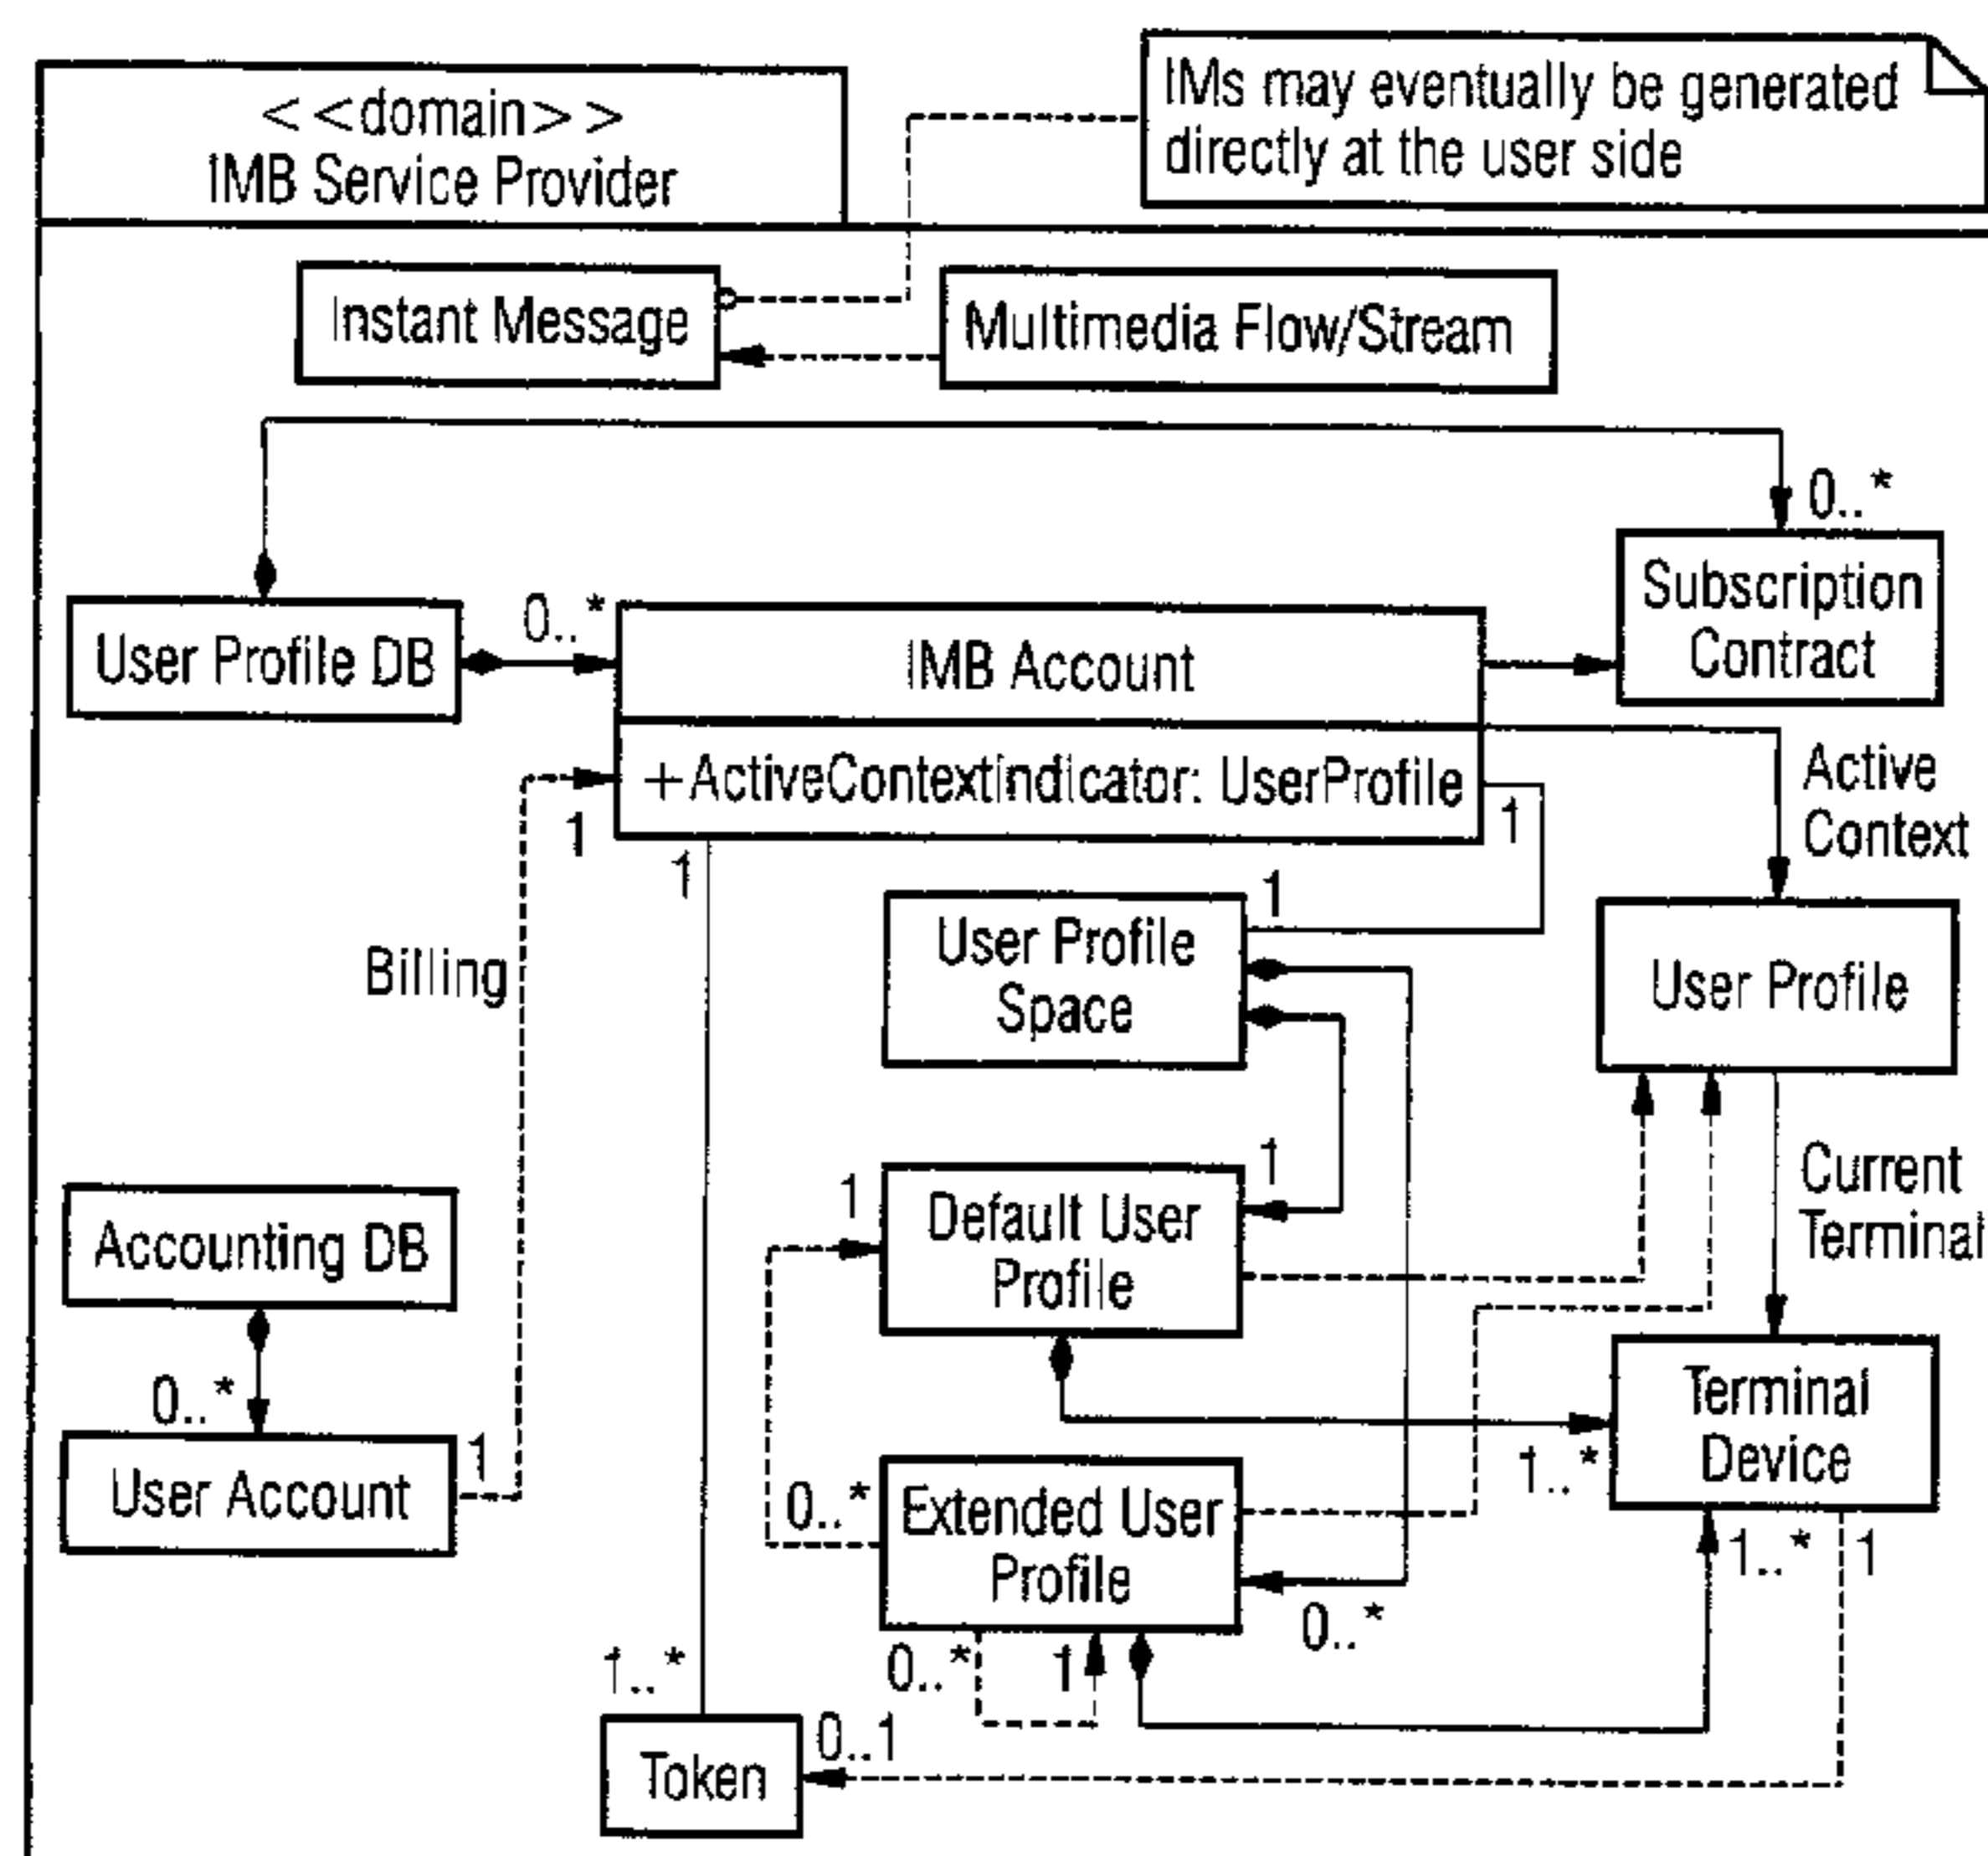 <<domain>>
IMB Service Provider
IMs may eventually be generated
directly at the user side
Instant Message
Multimedia Flow/Stream
0..*
Subscription
Contract
User Profile DB
0..*
IMB Account
+ActiveContextIndicator: UserProfile
1
1
1
Active
Context
Billing
1
User Profile
Space
User Profile
Current
Terminal
1
1
Default User
Profile
Accounting DB
0..*
User Account
1
Terminal
Device
1..*
0..*
Extended User
Profile
0..*
1..*
1
0..*
1
1..*
0..1
Token